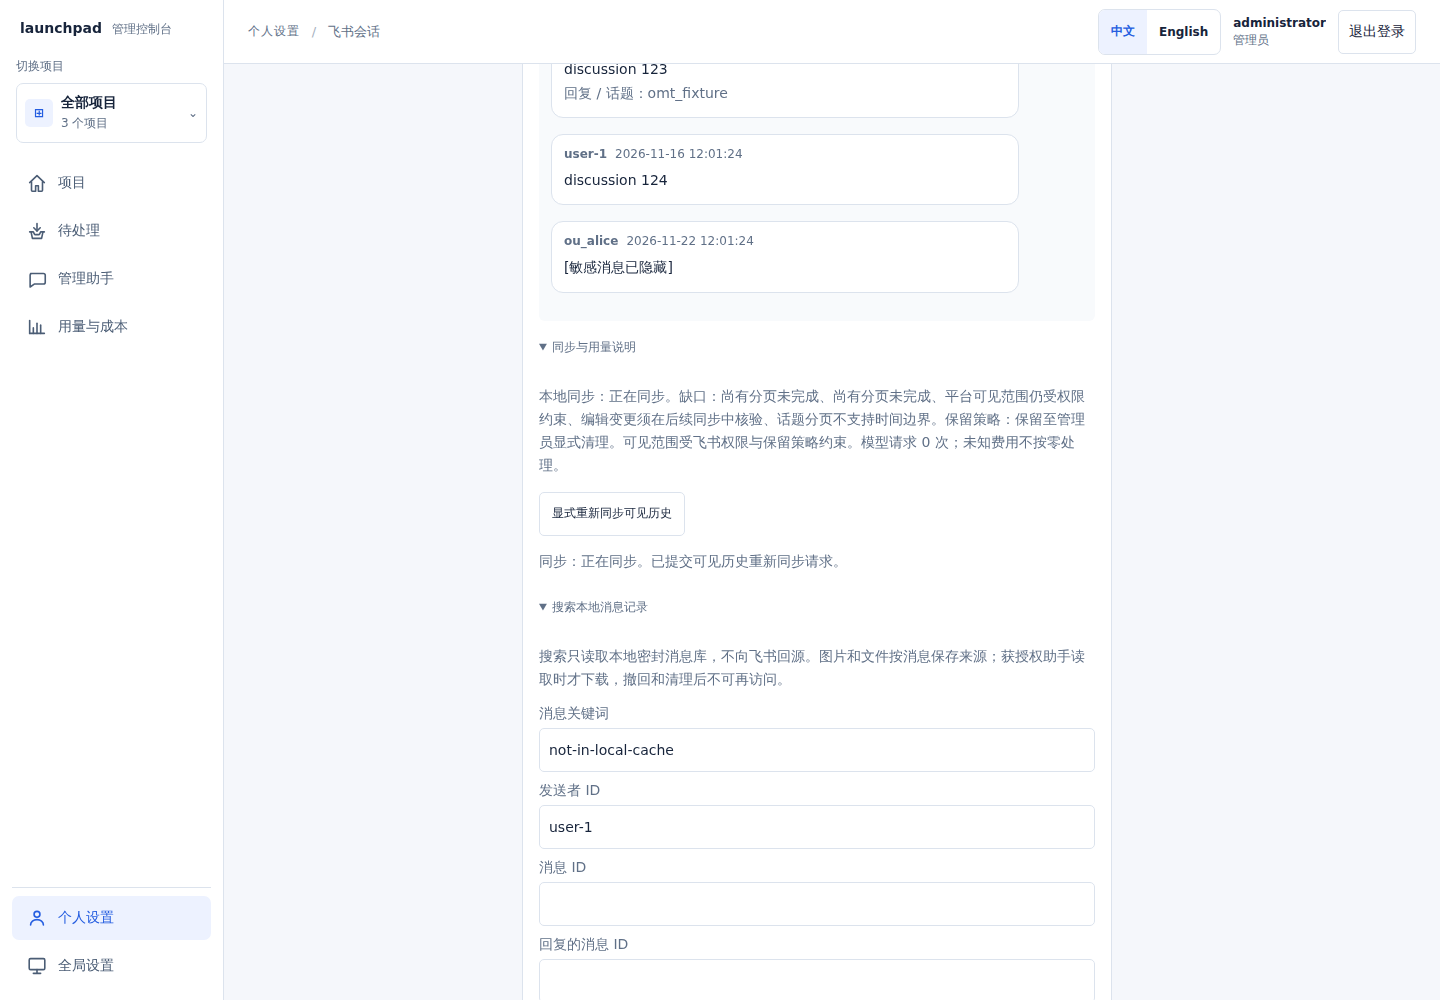 launchpad 管理控制台
切换项目
全部项目
3 个项目
项目
待处理
管理助手
用量与成本
个人设置
全局设置
个人设置 / 飞书会话
中文 English
administrator
管理员
退出登录
discussion 123
回复 / 话题：omt_fixture
user-1 2026-11-16 12:01:24
discussion 124
ou_alice 2026-11-22 12:01:24
[敏感消息已隐藏]
同步与用量说明
本地同步：正在同步。缺口：尚有分页未完成、尚有分页未完成、平台可见范围仍受权限
约束、编辑变更须在后续同步中核验、话题分页不支持时间边界。保留策略：保留至管理
员显式清理。可见范围受飞书权限与保留策略约束。模型请求 0 次；未知费用不按零处
理。
显式重新同步可见历史
同步：正在同步。已提交可见历史重新同步请求。
搜索本地消息记录
搜索只读取本地密封消息库，不向飞书回源。图片和文件按消息保存来源；获授权助手读
取时才下载，撤回和清理后不可再访问。
消息关键词
not-in-local-cache
发送者 ID
user-1
消息 ID
回复的消息 ID